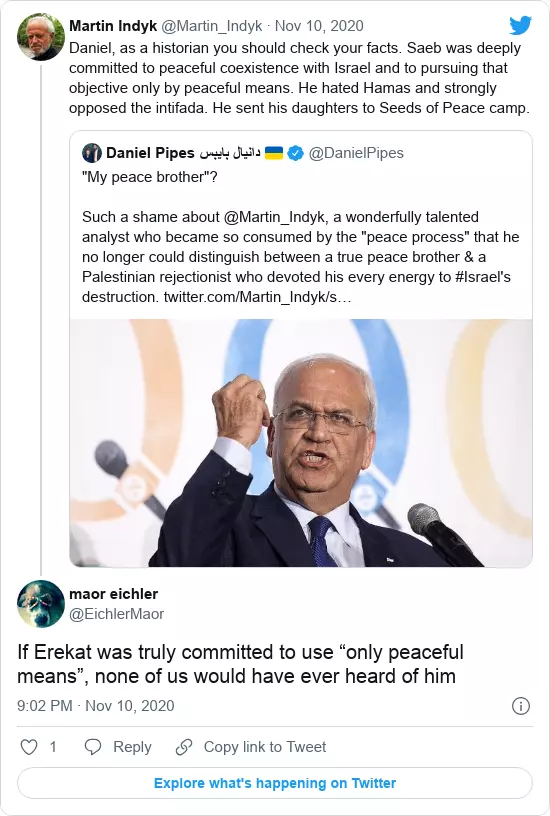 Martin Indyk @Martin_Indyk · Nov 10, 2020
Daniel, as a historian you should check your facts. Saeb was deeply
committed to peaceful coexistence with Israel and to pursuing that
objective only by peaceful means. He hated Hamas and strongly
opposed the intifada. He sent his daughters to Seeds of Peace camp.
Daniel Pipes دانيال بايبس 🇺🇦 @DanielPipes
"My peace brother"?
Such a shame about @Martin_Indyk, a wonderfully talented
analyst who became so consumed by the "peace process" that he
no longer could distinguish between a true peace brother & a
Palestinian rejectionist who devoted his every energy to #Israel's
destruction. twitter.com/Martin_Indyk/s…
maor eichler
@EichlerMaor
If Erekat was truly committed to use “only peaceful
means”, none of us would have ever heard of him
9:02 PM · Nov 10, 2020
1 Reply Copy link to Tweet
Explore what's happening on Twitter